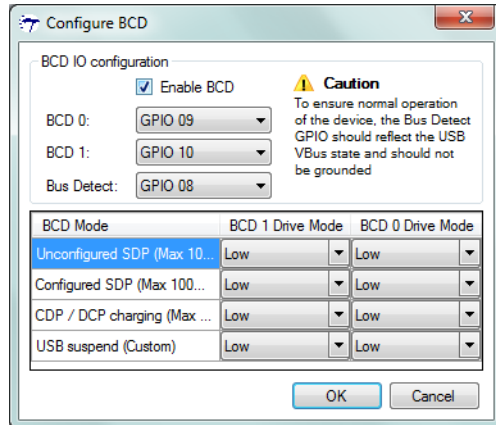 Configure BCD
BCD IO configuration
Enable BCD
BCD 0: GPIO 09
BCD 1: GPIO 10
Bus Detect: GPIO 08
Caution
To ensure normal operation
of the device, the Bus Detect
GPIO should reflect the USB
VBus state and should not
be grounded
BCD Mode BCD 1 Drive Mode BCD 0 Drive Mode
Unconfigured SDP (Max 10... Low Low
Configured SDP (Max 100... Low Low
CDP / DCP charging (Max ... Low Low
USB suspend (Custom) Low Low
OK Cancel